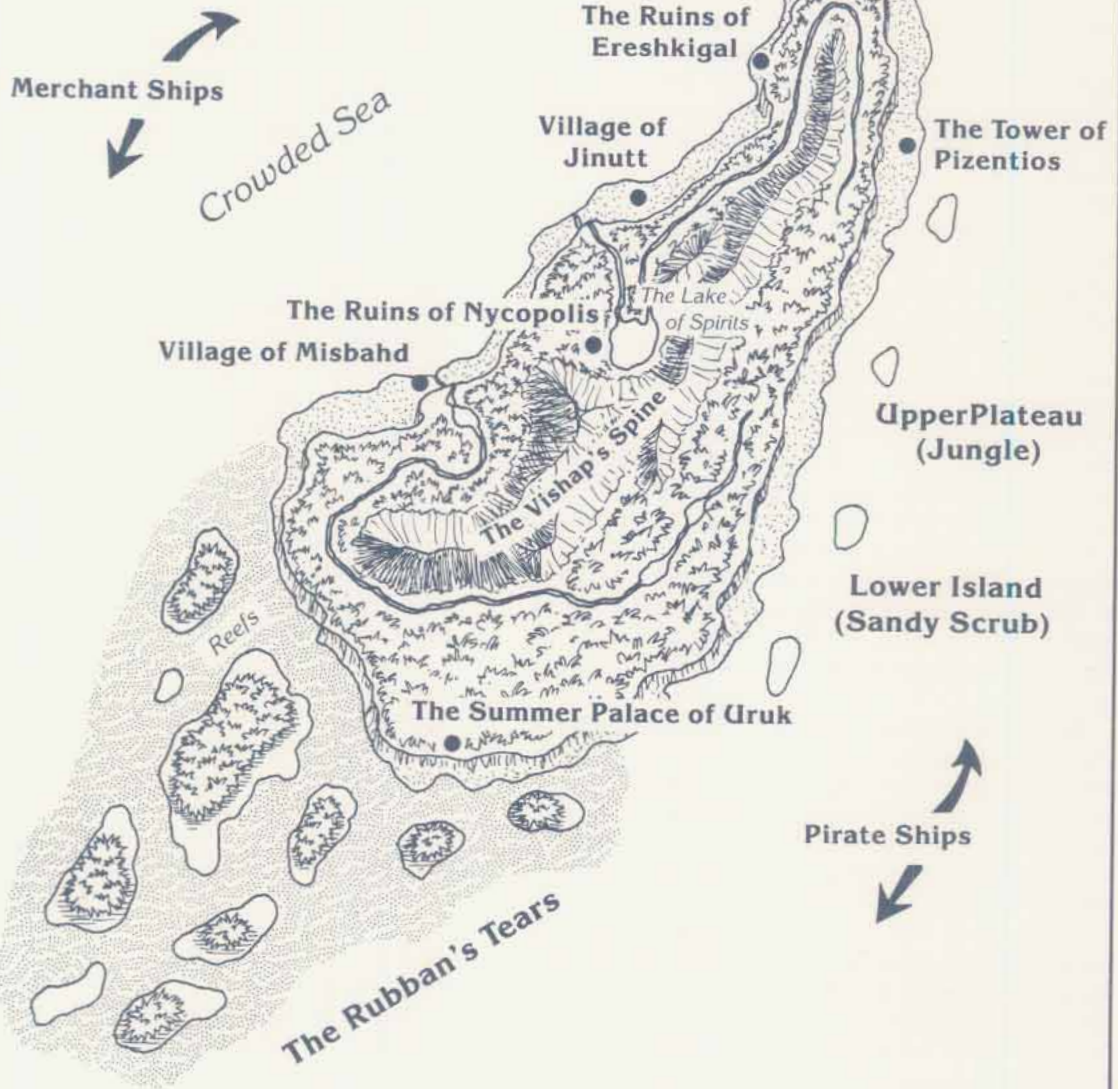 The Ruins of
Ereshkigal
Merchant Ships
Crowded Sea
Village of
Jinutt
The Tower of
Pizentios
The Lake
of Spirits
The Ruins of Nycopolis
Village of Misbahd
The Vishap's Spine
UpperPlateau
(Jungle)
Lower Island
(Sandy Scrub)
Reefs
The Summer Palace of Uruk
Pirate Ships
The Rubban's Tears